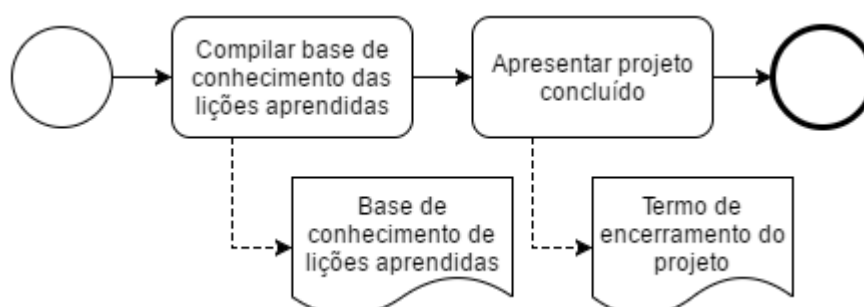 Compilar base de
conhecimento das
lições aprendidas
Apresentar projeto
concluído
Base de
conhecimento de
lições aprendidas
Termo de
encerramento do
projeto